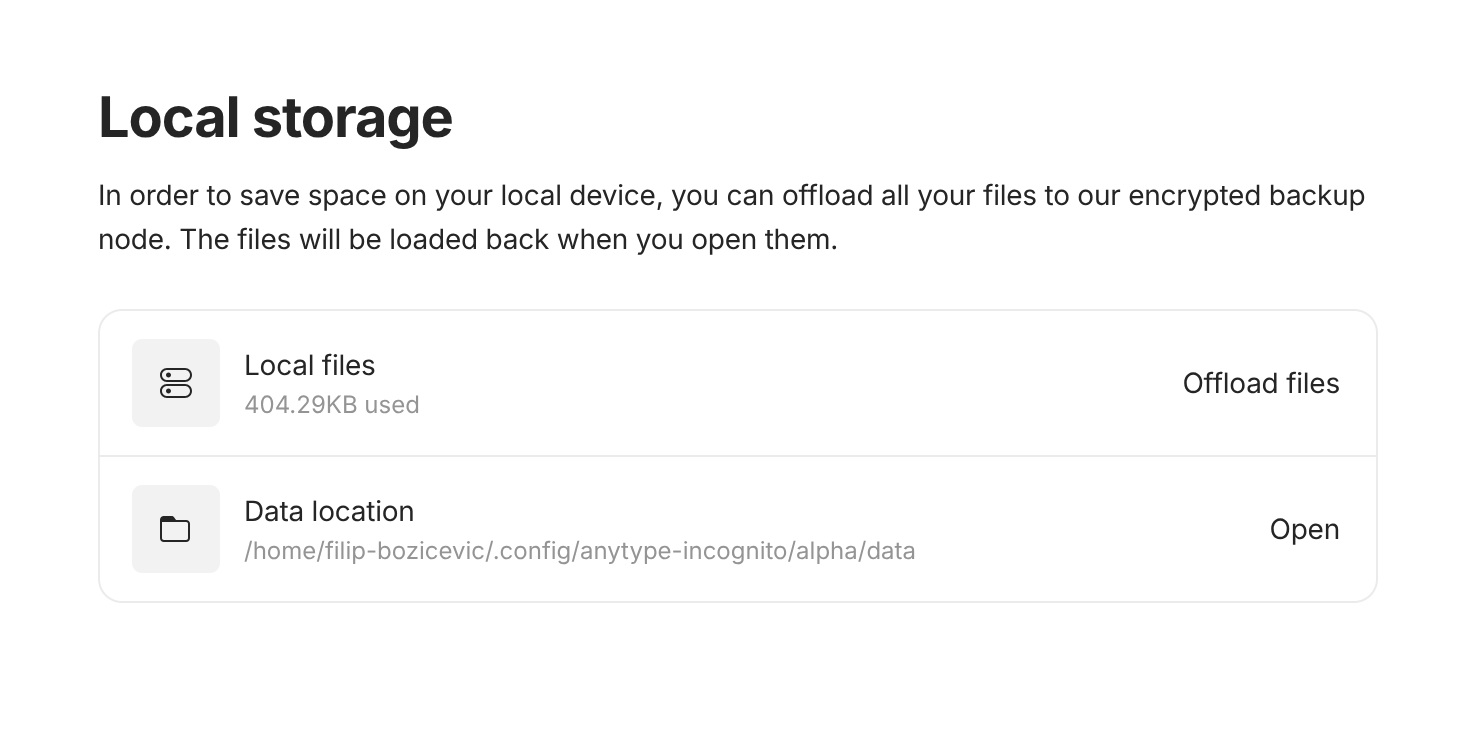 Local storage
In order to save space on your local device, you can offload all your files to our encrypted backup
node. The files will be loaded back when you open them.
Local files
404.29KB used
Offload files
Data location
/home/filip-bozicevic/.config/anytype-incognito/alpha/data
Open